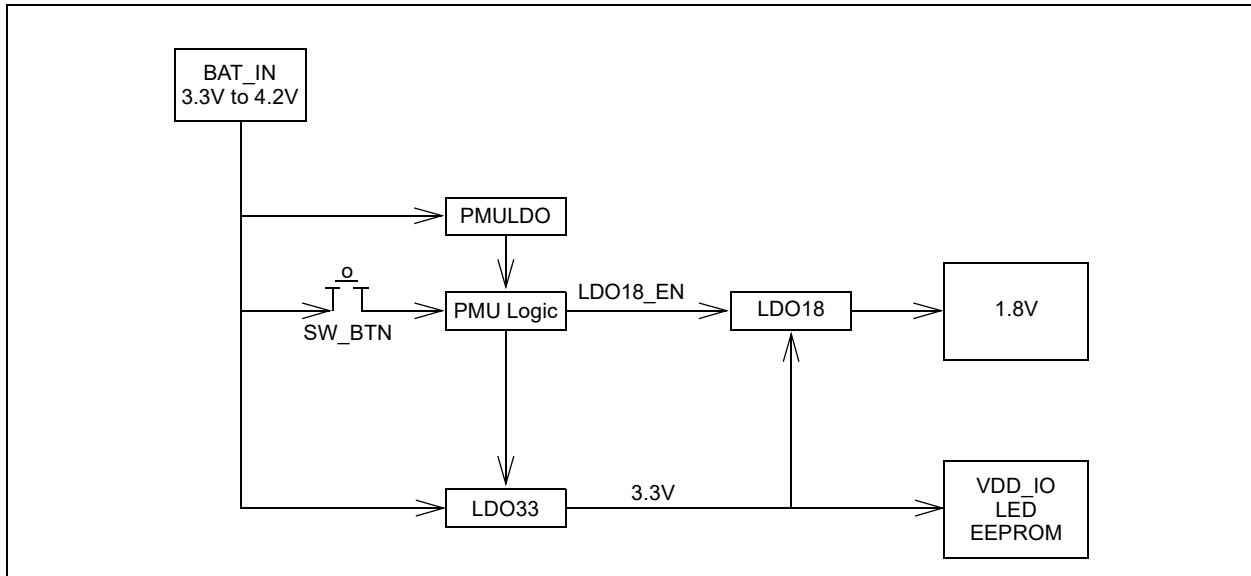 BAT_IN
3.3V to 4.2V
PMULDO
SW_BTN
PMU Logic
LDO18_EN
LDO18
1.8V
LDO33
3.3V
VDD_IO
LED
EEPROM